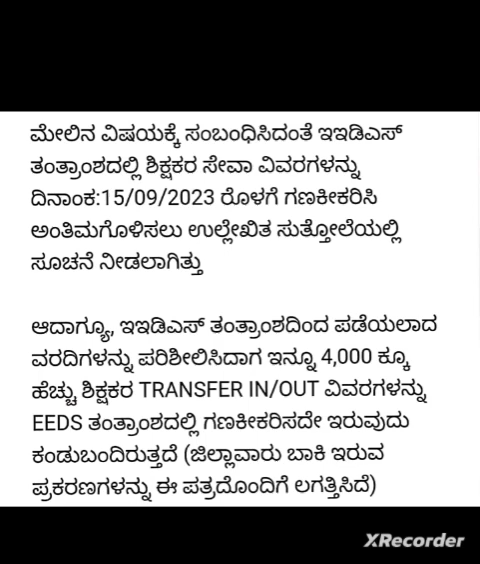 ಮೇಲಿನ ವಿಷಯಕ್ಕೆ ಸಂಬಂಧಿಸಿದಂತೆ ಇಇಡಿಎಸ್
ತಂತ್ರಾಂಶದಲ್ಲಿ ಶಿಕ್ಷಕರ ಸೇವಾ ವಿವರಗಳನ್ನು
ದಿನಾಂಕ:15/09/2023 ರೊಳಗೆ ಗಣಕೀಕರಿಸಿ
ಅಂತಿಮಗೊಳಿಸಲು ಉಲ್ಲೇಖಿತ ಸುತ್ತೋಲೆಯಲ್ಲಿ
ಸೂಚನೆ ನೀಡಲಾಗಿತ್ತು
ಆದಾಗ್ಯೂ, ಇಇಡಿಎಸ್ ತಂತ್ರಾಂಶದಿಂದ ಪಡೆಯಲಾದ
ವರದಿಗಳನ್ನು ಪರಿಶೀಲಿಸಿದಾಗ ಇನ್ನೂ 4,000 ಕ್ಕೂ
ಹೆಚ್ಚು ಶಿಕ್ಷಕರ TRANSFER IN/OUT ವಿವರಗಳನ್ನು
EEDS ತಂತ್ರಾಂಶದಲ್ಲಿ ಗಣಕೀಕರಿಸದೇ ಇರುವುದು
ಕಂಡುಬಂದಿರುತ್ತದೆ (ಜಿಲ್ಲಾವಾರು ಬಾಕಿ ಇರುವ
ಪ್ರಕರಣಗಳನ್ನು ಈ ಪತ್ರದೊಂದಿಗೆ ಲಗತ್ತಿಸಿದೆ)
XRecorder